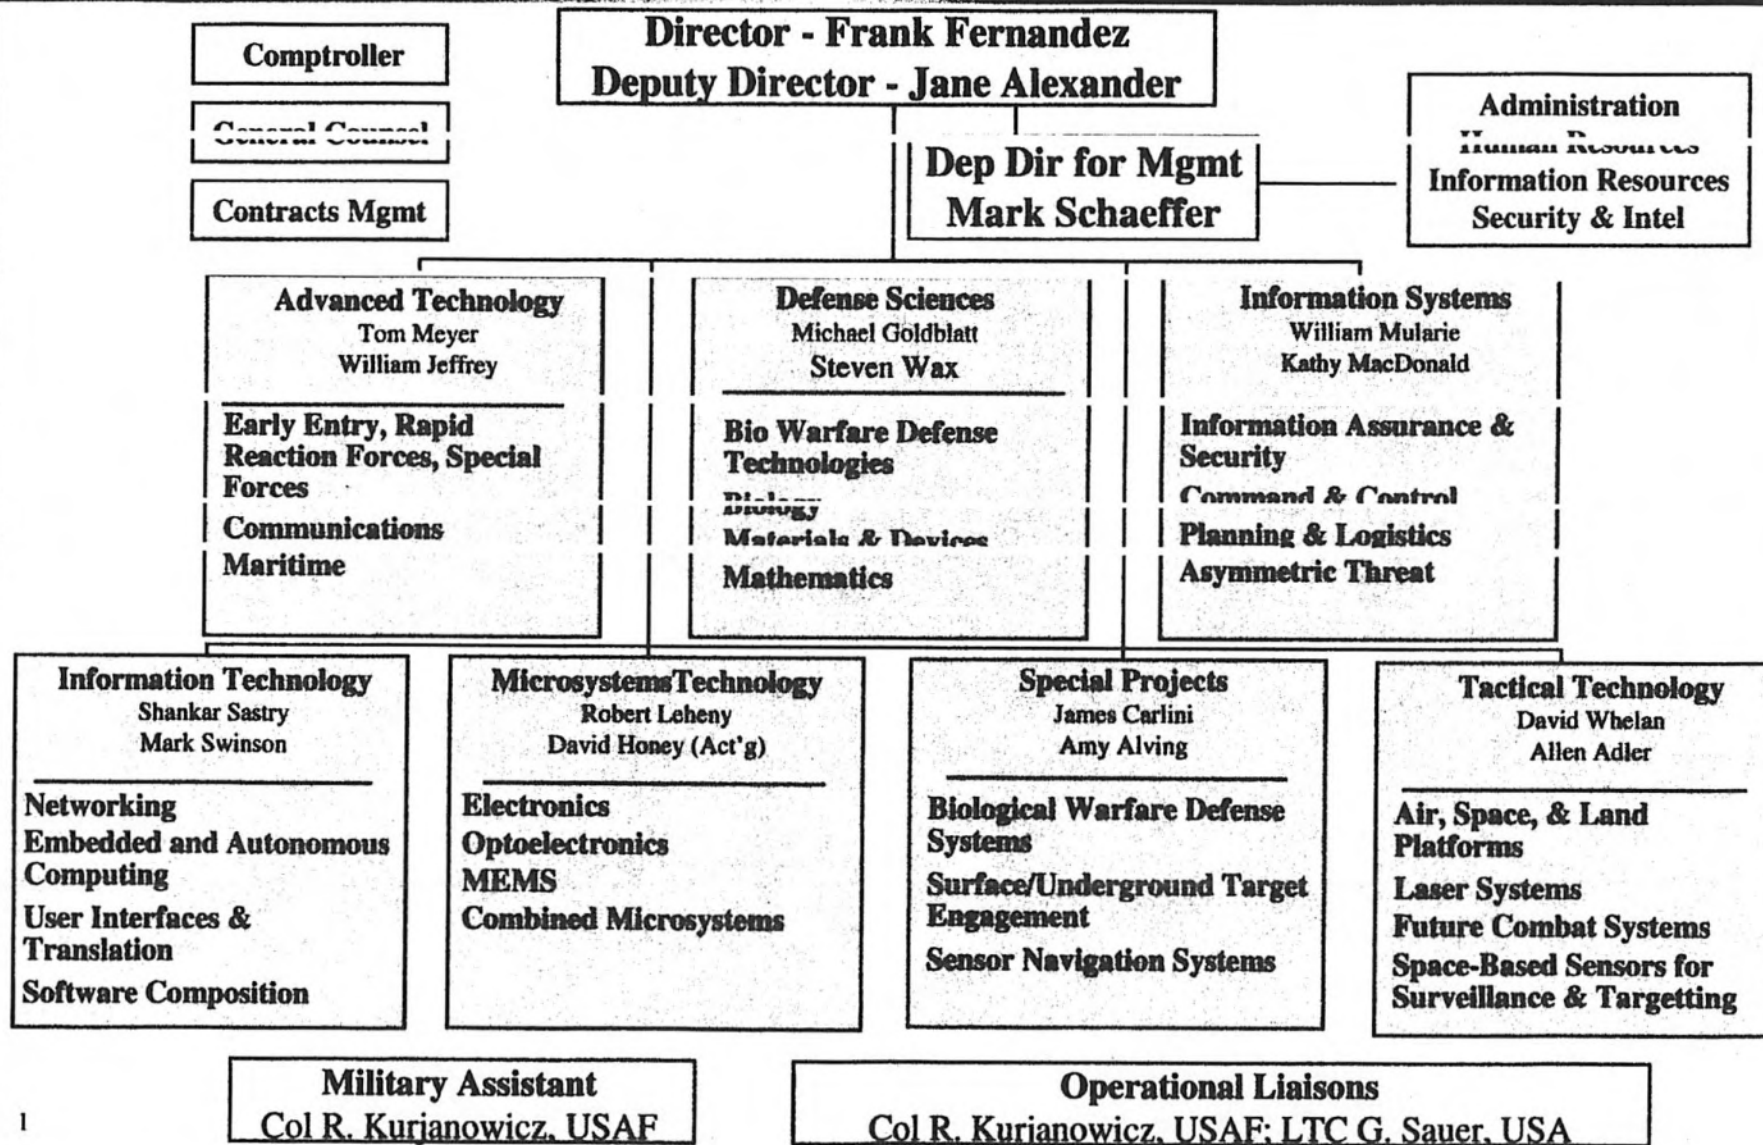 Comptroller
General Counsel
Contracts Mgmt
Director - Frank Fernandez
Deputy Director - Jane Alexander
Dep Dir for Mgmt
Mark Schaeffer
Administration
Human Resources
Information Resources
Security & Intel
Advanced Technology
Tom Meyer
William Jeffrey
Early Entry, Rapid
Reaction Forces, Special
Forces
Communications
Maritime
Defense Sciences
Michael Goldblatt
Steven Wax
Bio Warfare Defense
Technologies
Biology
Materials & Devices
Mathematics
Information Systems
William Mularie
Kathy MacDonald
Information Assurance &
Security
Command & Control
Planning & Logistics
Asymmetric Threat
Information Technology
Shankar Sastry
Mark Swinson
Networking
Embedded and Autonomous
Computing
User Interfaces &
Translation
Software Composition
MicrosystemsTechnology
Robert Leheny
David Honey (Act'g)
Electronics
Optoelectronics
MEMS
Combined Microsystems
Special Projects
James Carlini
Amy Alving
Biological Warfare Defense
Systems
Surface/Underground Target
Engagement
Sensor Navigation Systems
Tactical Technology
David Whelan
Allen Adler
Air, Space, & Land
Platforms
Laser Systems
Future Combat Systems
Space-Based Sensors for
Surveillance & Targetting
Military Assistant
Col R. Kurjanowicz, USAF
Operational Liaisons
Col R. Kurjanowicz, USAF; LTC G. Sauer, USA
1